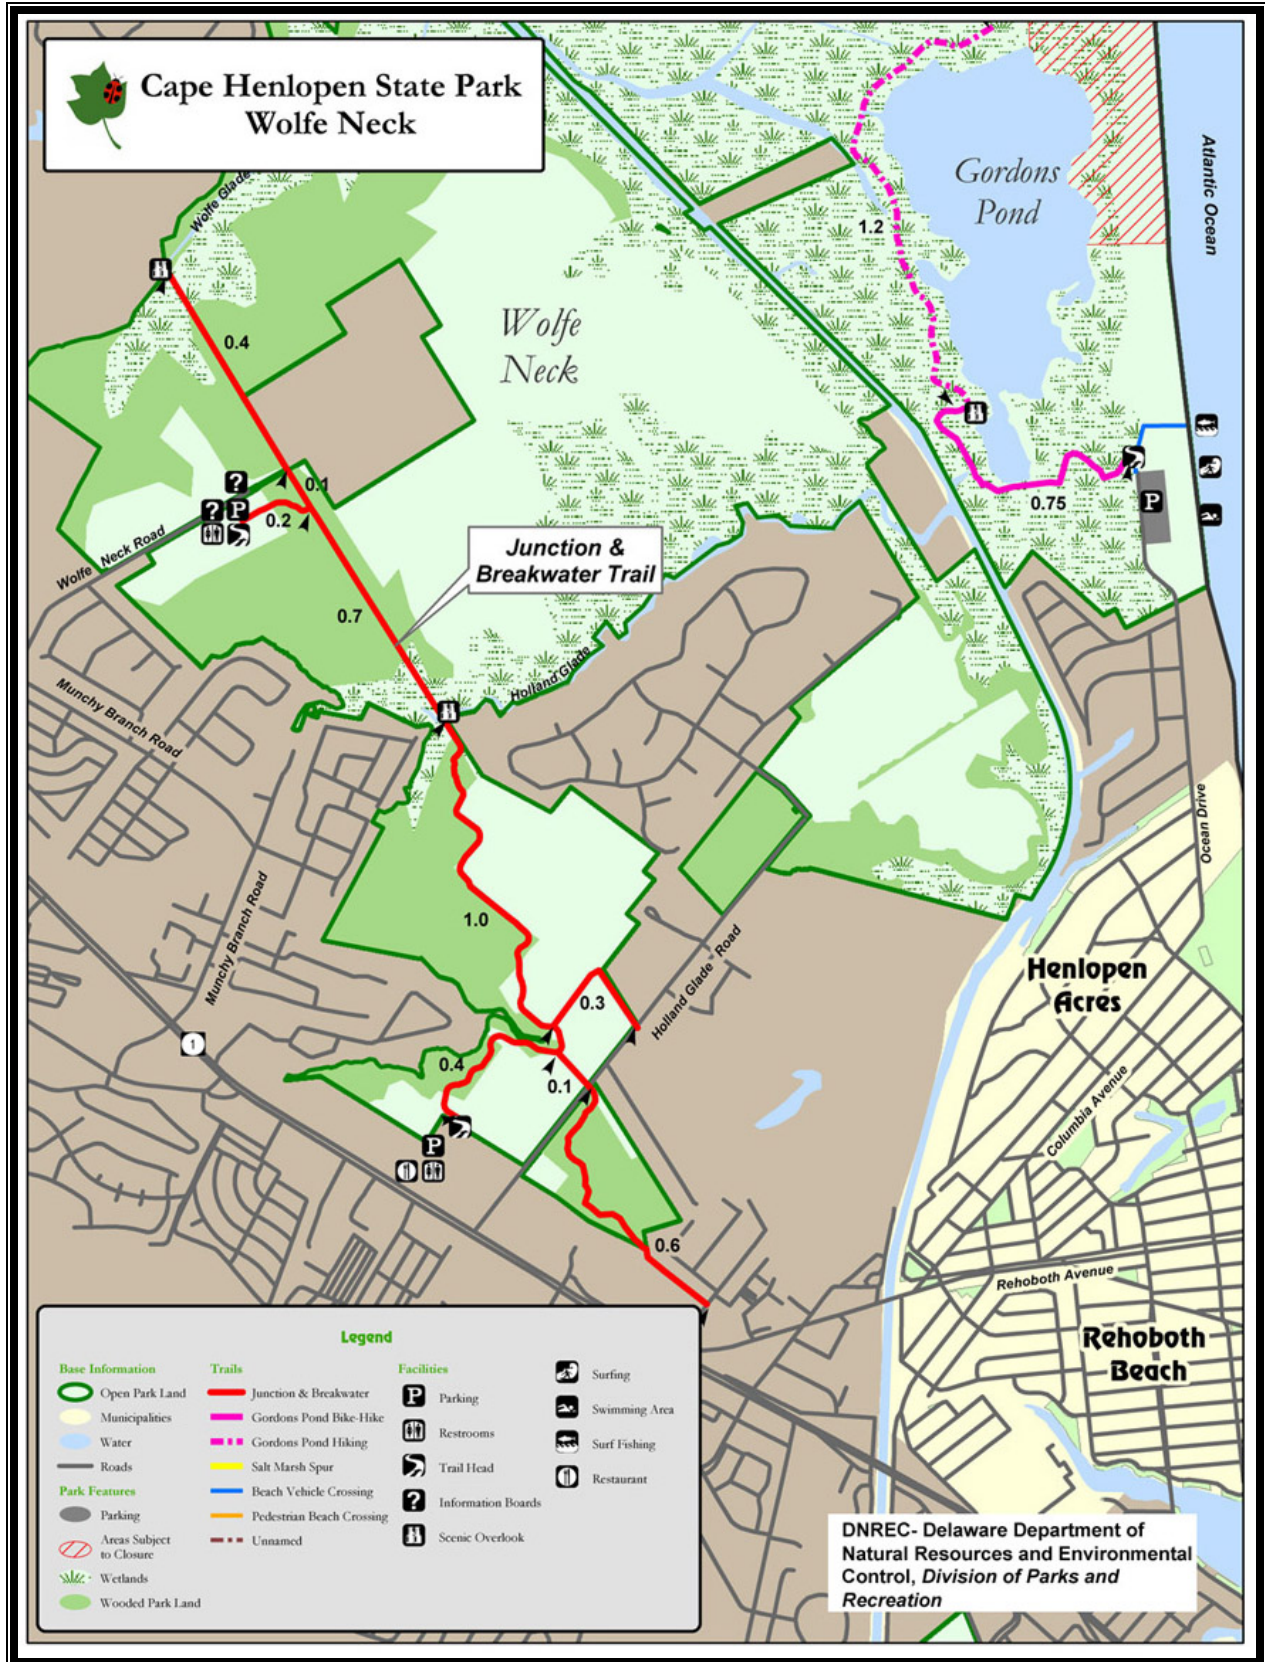 Cape Henlopen State Park
Wolfe Neck
Wolfe Glade
Gordons
Pond
Atlantic Ocean
1.2
Wolfe
Neck
0.4
0.1
0.2
?
?
P
Wolfe Neck Road
0.75
P
Junction &
Breakwater Trail
0.7
Holland Glade
Munchy Branch Road
Ocean Drive
Munchy Branch Road
1.0
Holland Glade Road
Henlopen
Acres
0.3
1
0.4
0.1
P
Columbia Avenue
0.6
Rehoboth Avenue
Rehoboth
Beach
Legend
Base Information
Open Park Land
Municipalities
Water
Roads
Park Features
Parking
Areas Subject
to Closure
Wetlands
Wooded Park Land
Trails
Junction & Breakwater
Gordons Pond Bike-Hike
Gordons Pond Hiking
Salt Marsh Spur
Beach Vehicle Crossing
Pedestrian Beach Crossing
Unnamed
Facilities
P Parking
Restrooms
Trail Head
? Information Boards
Scenic Overlook
Surfing
Swimming Area
Surf Fishing
Restaurant
DNREC- Delaware Department of
Natural Resources and Environmental
Control, Division of Parks and
Recreation